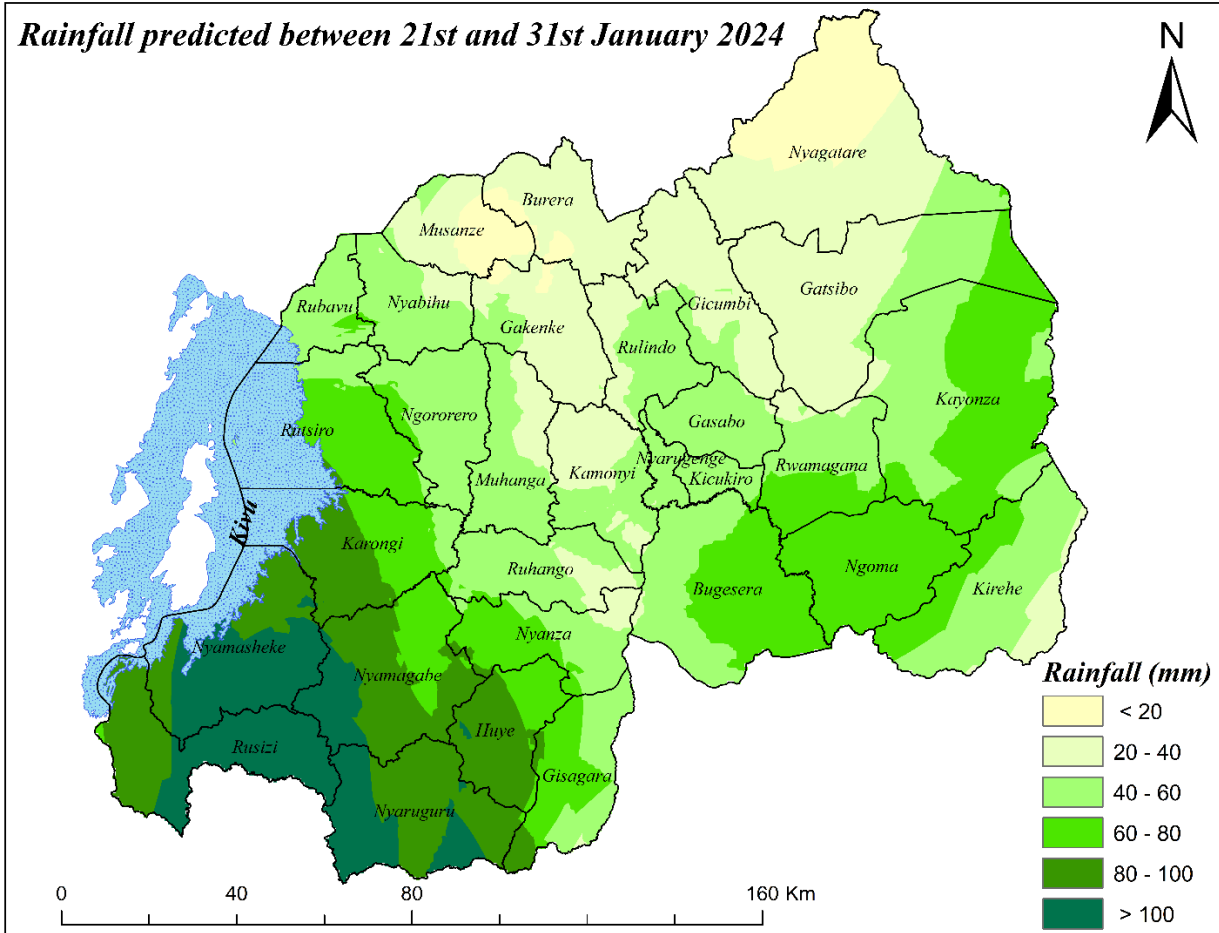 Rainfall predicted between 21st and 31st January 2024
N
Nyagatare
Burera
Musanze
Gatsibo
Rubavu
Nyabihu
Gicumbi
Gakenke
Rulindo
Kayonza
Ngororero
Gasabo
Rutsiro
Nyarugenge
Rwamagana
Muhanga
Kamonyi
Kicukiro
Kivu
Karongi
Ruhango
Ngoma
Bugesera
Kirehe
Nyanza
Nyamasheke
Nyamagabe
Huye
Rusizi
Gisagara
Nyaruguru
Rainfall (mm)
< 20
20 - 40
40 - 60
60 - 80
80 - 100
> 100
0 40 80 160 Km